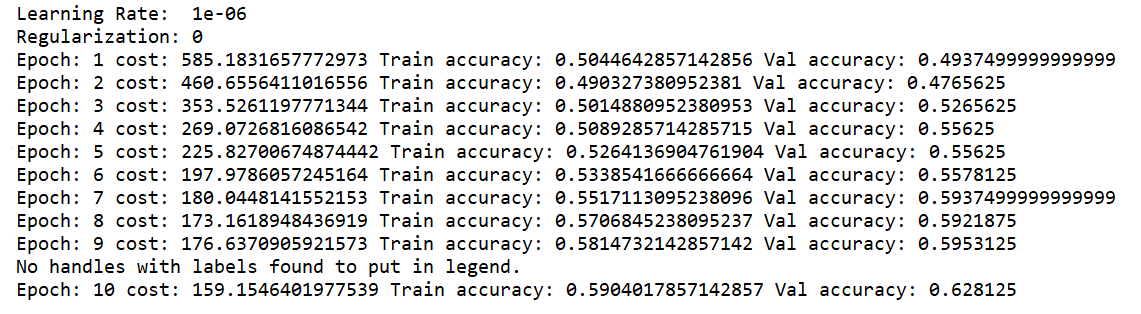 Learning Rate:  1e-06
Regularization: 0
Epoch: 1 cost: 585.1831657772973 Train accuracy: 0.5044642857142856 Val accuracy: 0.4937499999999999
Epoch: 2 cost: 460.6556411016556 Train accuracy: 0.490327380952381 Val accuracy: 0.4765625
Epoch: 3 cost: 353.5261197771344 Train accuracy: 0.5014880952380953 Val accuracy: 0.5265625
Epoch: 4 cost: 269.0726816086542 Train accuracy: 0.5089285714285715 Val accuracy: 0.55625
Epoch: 5 cost: 225.82700674874442 Train accuracy: 0.5264136904761904 Val accuracy: 0.55625
Epoch: 6 cost: 197.9786057245164 Train accuracy: 0.5338541666666664 Val accuracy: 0.5578125
Epoch: 7 cost: 180.0448141552153 Train accuracy: 0.5517113095238096 Val accuracy: 0.5937499999999999
Epoch: 8 cost: 173.1618948436919 Train accuracy: 0.5706845238095237 Val accuracy: 0.5921875
Epoch: 9 cost: 176.6370905921573 Train accuracy: 0.5814732142857142 Val accuracy: 0.5953125
No handles with labels found to put in legend.
Epoch: 10 cost: 159.1546401977539 Train accuracy: 0.5904017857142857 Val accuracy: 0.628125